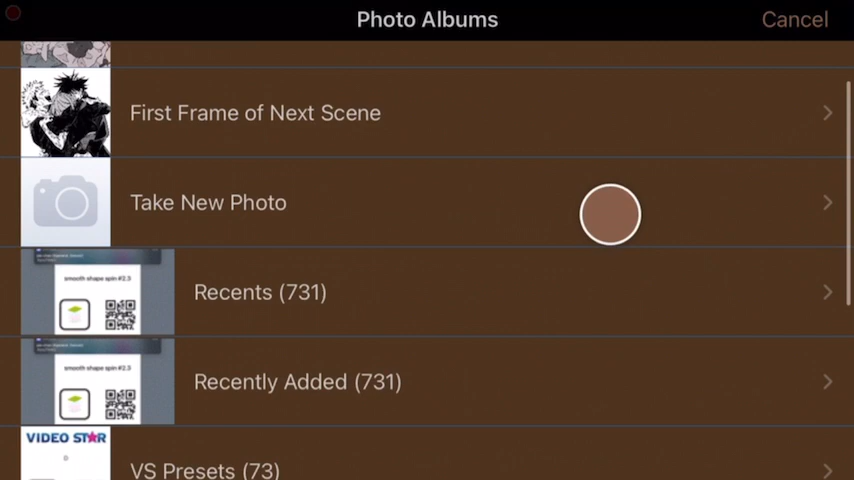 Photo Albums
Cancel
First Frame of Next Scene
Take New Photo
smooth shape spin #2.3
Recents (731)
smooth shape spin #2.3
Recently Added (731)
VIDEO STAR
VS Presets (73)